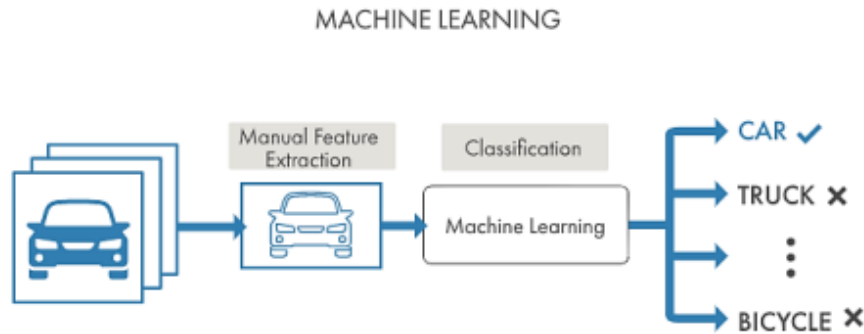 MACHINE LEARNING
Manual Feature
Extraction
Classification
Machine Learning
CAR
TRUCK
BICYCLE